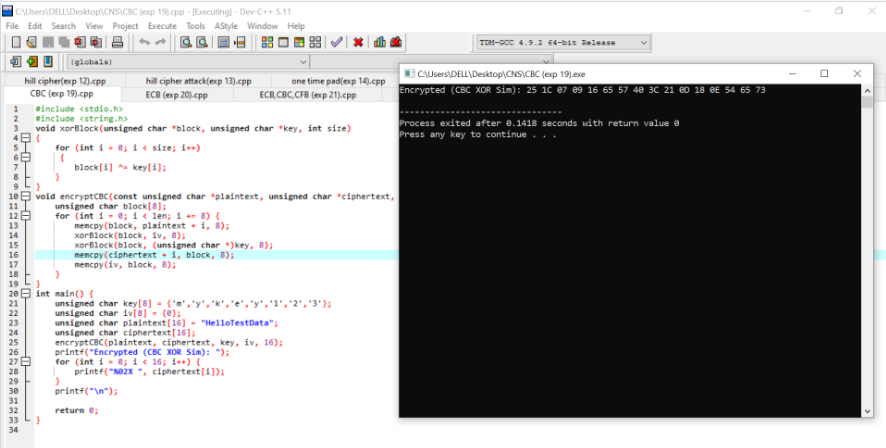 C:\Users\DELL\Desktop\CNS\CBC (exp 19).cpp - [Executing] - Dev-C++ 5.11
File Edit Search View Project Execute Tools AStyle Window Help
TDM-GCC 4.9.2 64-bit Release
(globals)
hill cipher(exp 12).cpp hill cipher attack(exp 13).cpp one time pad(exp 14).cpp
CBC (exp 19).cpp ECB (exp 20).cpp ECB,CBC,CFB (exp 21).cpp
1 #include <stdio.h>
2 #include <string.h>
3 void xorBlock(unsigned char *block, unsigned char *key, int size)
4 {
5 for (int i = 0; i < size; i++)
6 {
7 block[i] ^= key[i];
8 }
9 }
10 void encryptCBC(const unsigned char *plaintext, unsigned char *ciphertext,
11 unsigned char block[8];
12 for (int i = 0; i < len; i += 8) {
13 memcpy(block, plaintext + i, 8);
14 xorBlock(block, iv, 8);
15 xorBlock(block, (unsigned char *)key, 8);
16 memcpy(ciphertext + i, block, 8);
17 memcpy(iv, block, 8);
18 }
19 }
20 int main() {
21 unsigned char key[8] = {'m','y','k','e','y','1','2','3'};
22 unsigned char iv[8] = {0};
23 unsigned char plaintext[16] = "HelloTestData";
24 unsigned char ciphertext[16];
25 encryptCBC(plaintext, ciphertext, key, iv, 16);
26 printf("Encrypted (CBC XOR Sim): ");
27 for (int i = 0; i < 16; i++) {
28 printf("%02X ", ciphertext[i]);
29 }
30 printf("\n");
31
32 return 0;
33 }
34
C:\Users\DELL\Desktop\CNS\CBC (exp 19).exe
Encrypted (CBC XOR Sim): 25 1C 07 09 16 65 57 40 3C 21 0D 18 0E 54 65 73
--------------------------------
Process exited after 0.1418 seconds with return value 0
Press any key to continue . . .